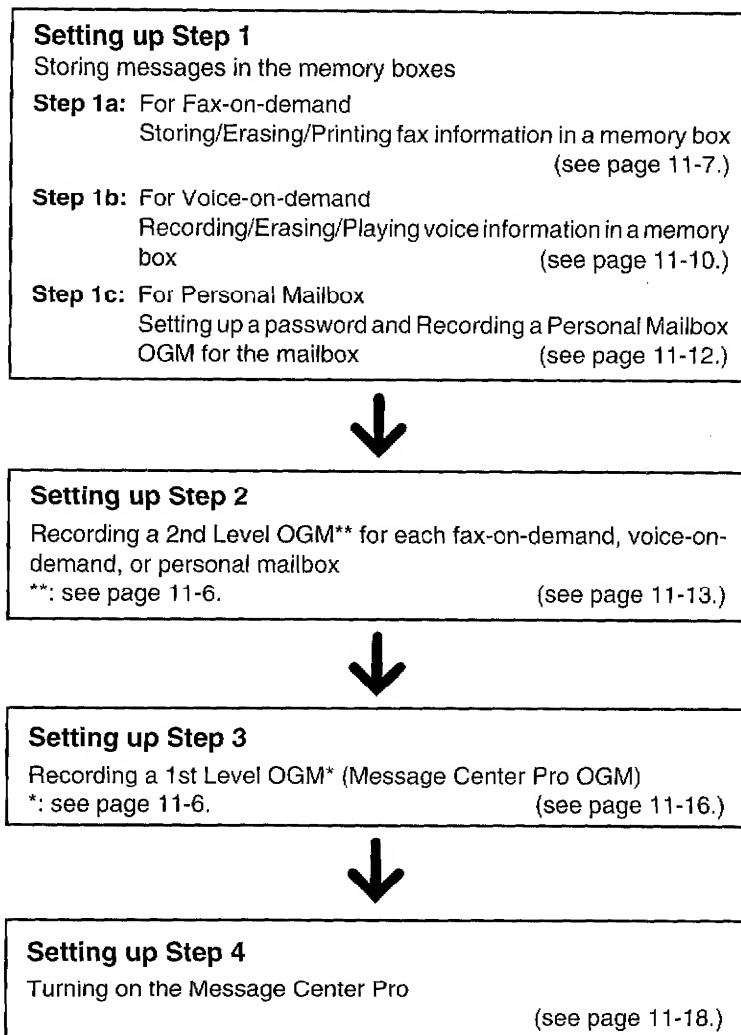 Setting up Step 1
Storing messages in the memory boxes
Step 1a: For Fax-on-demand
Storing/Erasing/Printing fax information in a memory box
(see page 11-7.)
Step 1b: For Voice-on-demand
Recording/Erasing/Playing voice information in a memory
box (see page 11-10.)
Step 1c: For Personal Mailbox
Setting up a password and Recording a Personal Mailbox
OGM for the mailbox (see page 11-12.)
Setting up Step 2
Recording a 2nd Level OGM** for each fax-on-demand, voice-on-
demand, or personal mailbox
**: see page 11-6. (see page 11-13.)
Setting up Step 3
Recording a 1st Level OGM* (Message Center Pro OGM)
*: see page 11-6. (see page 11-16.)
Setting up Step 4
Turning on the Message Center Pro
(see page 11-18.)